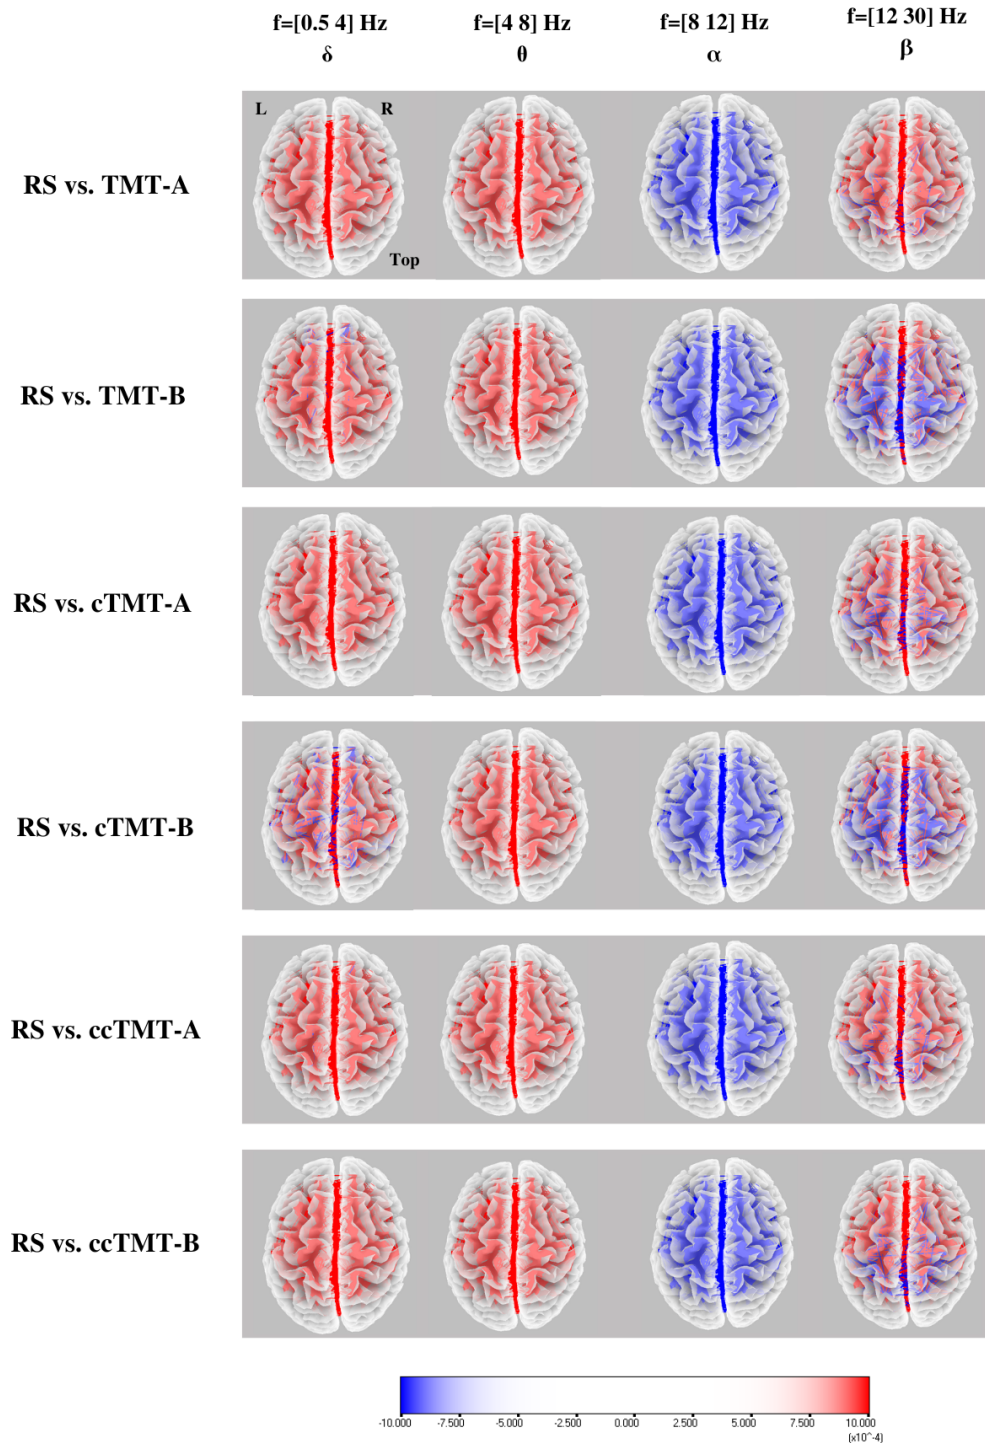 f=[0.5 4] Hz f=[4 8] Hz f=[8 12] Hz f=[12 30] Hz
δ θ α β
L R
RS vs. TMT-A
Top
RS vs. TMT-B
RS vs. cTMT-A
RS vs. cTMT-B
RS vs. ccTMT-A
RS vs. ccTMT-B
-10.000 -7.500 -5.000 -2.500 0.000 2.500 5.000 7.500 10.000
(x10^-4)